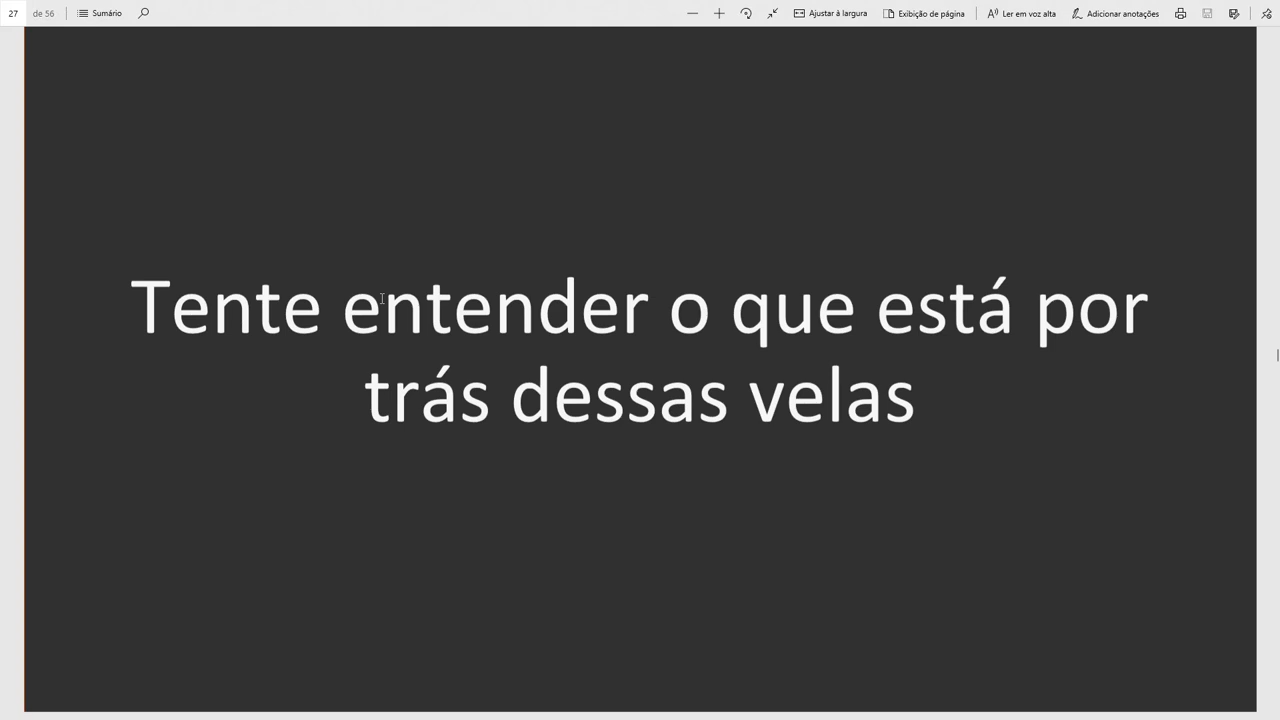 27 de 56 Sumário Ajustar à largura Exibição de página Ler em voz alta Adicionar anotações
Tente entender o que está por
trás dessas velas